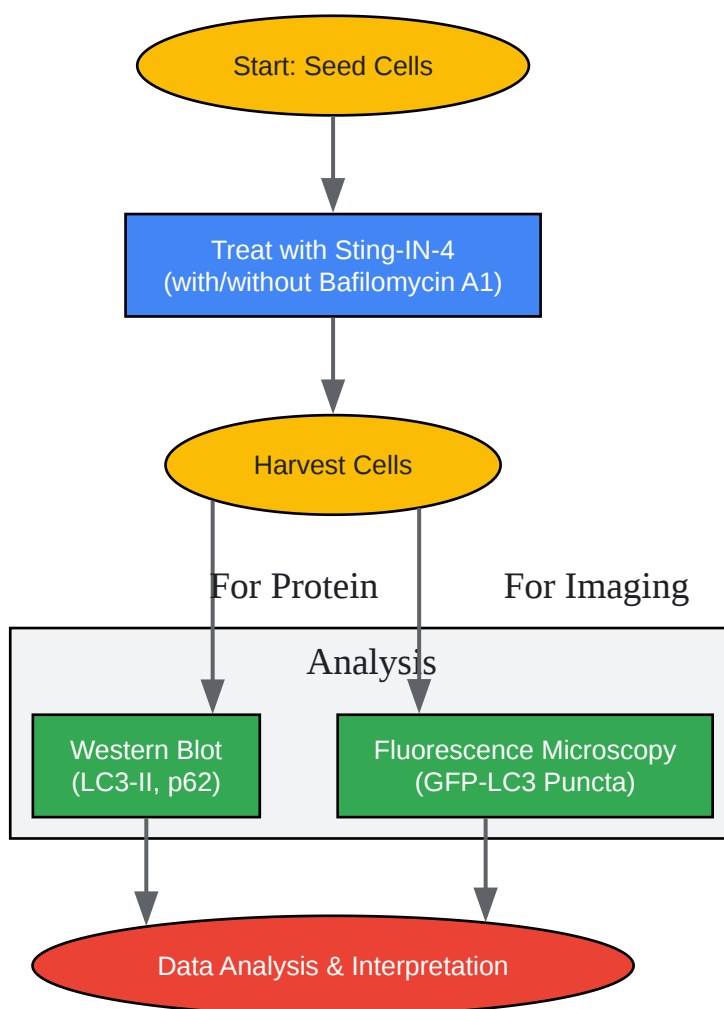 Start: Seed Cells
Treat with Sting-IN-4
(with/without Bafilomycin A1)
Harvest Cells
For Protein
For Imaging
Analysis
Western Blot
(LC3-II, p62)
Fluorescence Microscopy
(GFP-LC3 Puncta)
Data Analysis & Interpretation